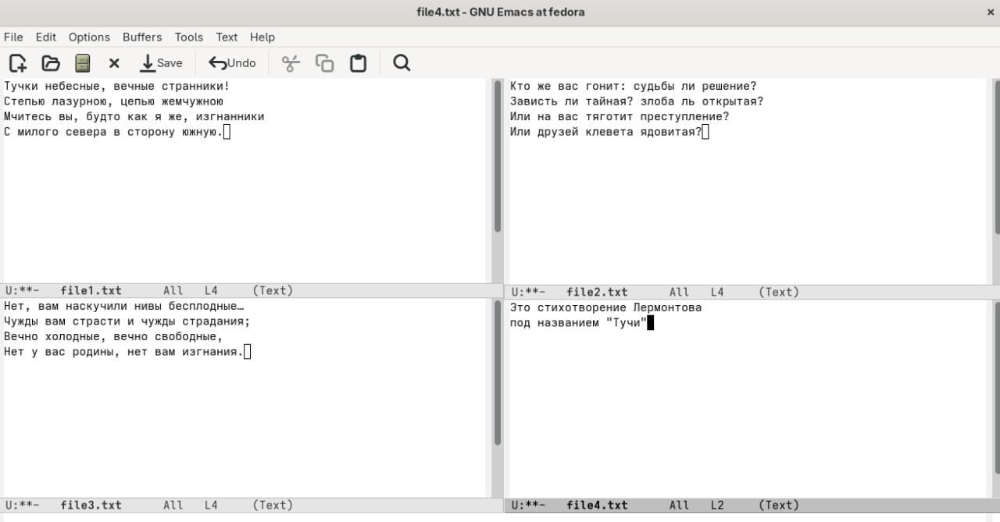 file4.txt - GNU Emacs at fedora
File Edit Options Buffers Tools Text Help
Save Undo
Тучки небесные, вечные странники!
Степью лазурною, цепью жемчужною
Мчитесь вы, будто как я же, изгнанники
С милого севера в сторону южную.
U:**- file1.txt All L4 (Text)
Кто же вас гонит: судьбы ли решение?
Зависть ли тайная? злоба ль открытая?
Или на вас тяготит преступление?
Или друзей клевета ядовитая?
U:**- file2.txt All L4 (Text)
Нет, вам наскучили нивы бесплодные…
Чужды вам страсти и чужды страдания;
Вечно холодные, вечно свободные,
Нет у вас родины, нет вам изгнания.
U:**- file3.txt All L4 (Text)
Это стихотворение Лермонтова
под названием "Тучи"
U:**- file4.txt All L2 (Text)